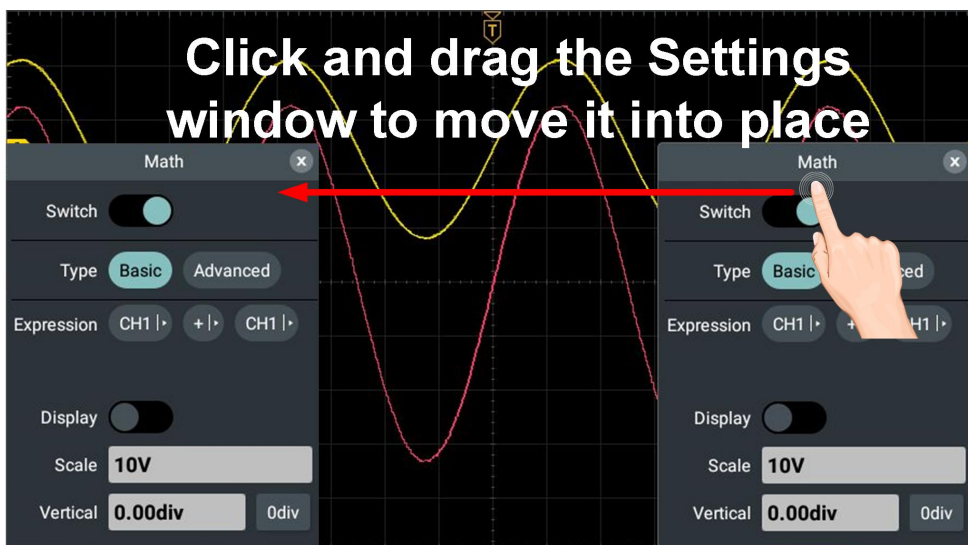 T
Click and drag the Settings
window to move it into place
Math x
Switch
Type Basic Advanced
Expression CH1 + CH1
Display
Scale 10V
Vertical 0.00div 0div
Math x
Switch
Type Basic
Expression CH1
Display
Scale 10V
Vertical 0.00div 0div